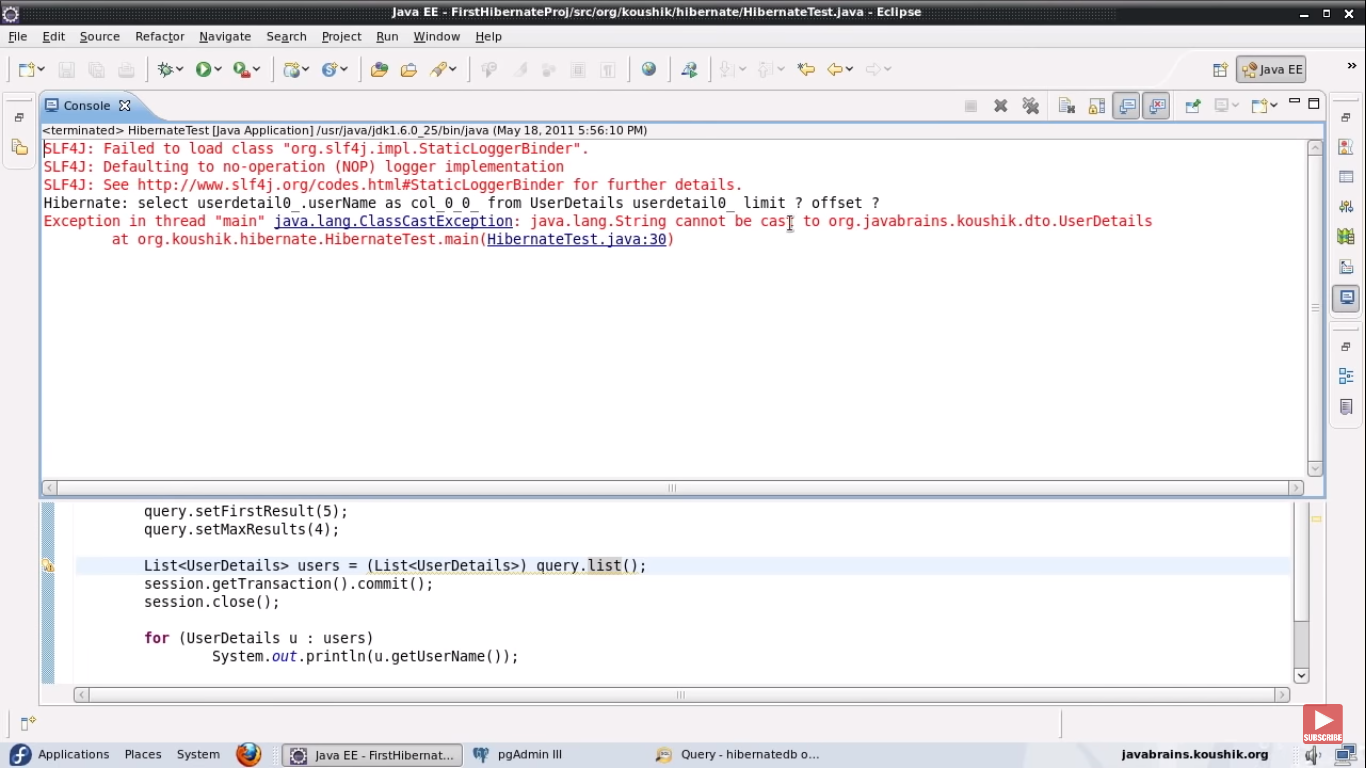 Java EE - FirstHibernateProj/src/org/koushik/hibernate/HibernateTest.java - Eclipse
File Edit Source Refactor Navigate Search Project Run Window Help
Java EE
Console
<terminated> HibernateTest [Java Application] /usr/java/jdk1.6.0_25/bin/java (May 18, 2011 5:56:10 PM)
SLF4J: Failed to load class "org.slf4j.impl.StaticLoggerBinder".
SLF4J: Defaulting to no-operation (NOP) logger implementation
SLF4J: See http://www.slf4j.org/codes.html#StaticLoggerBinder for further details.
Hibernate: select userdetail0_.userName as col_0_0_ from UserDetails userdetail0_ limit ? offset ?
Exception in thread "main" java.lang.ClassCastException: java.lang.String cannot be cast to org.javabrains.koushik.dto.UserDetails
at org.koushik.hibernate.HibernateTest.main(HibernateTest.java:30)
query.setFirstResult(5);
query.setMaxResults(4);
List<UserDetails> users = (List<UserDetails>) query.list();
session.getTransaction().commit();
session.close();
for (UserDetails u : users)
System.out.println(u.getUserName());
SUBSCRIBE
Applications Places System Java EE - FirstHibernat... pgAdmin III Query - hibernatedb o... javabrains.koushik.org